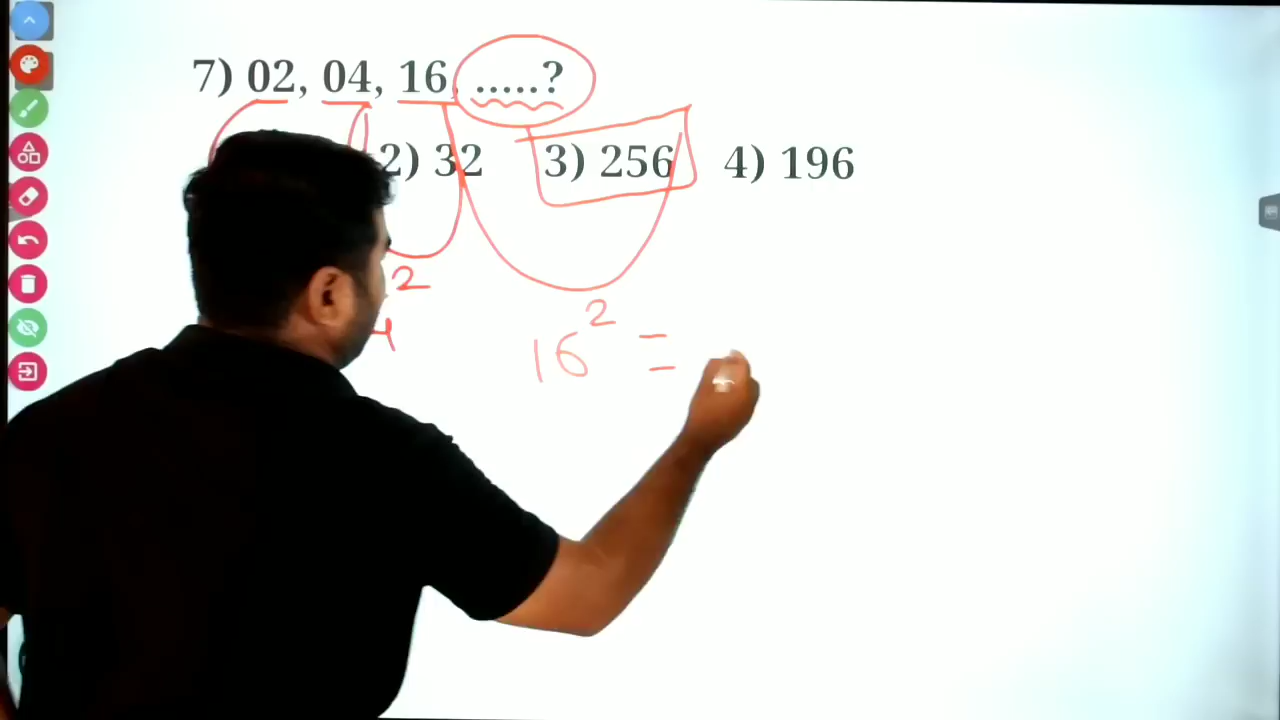 7) 02, 04, 16, .....?
2) 32 3) 256 4) 196
2
4
16² =